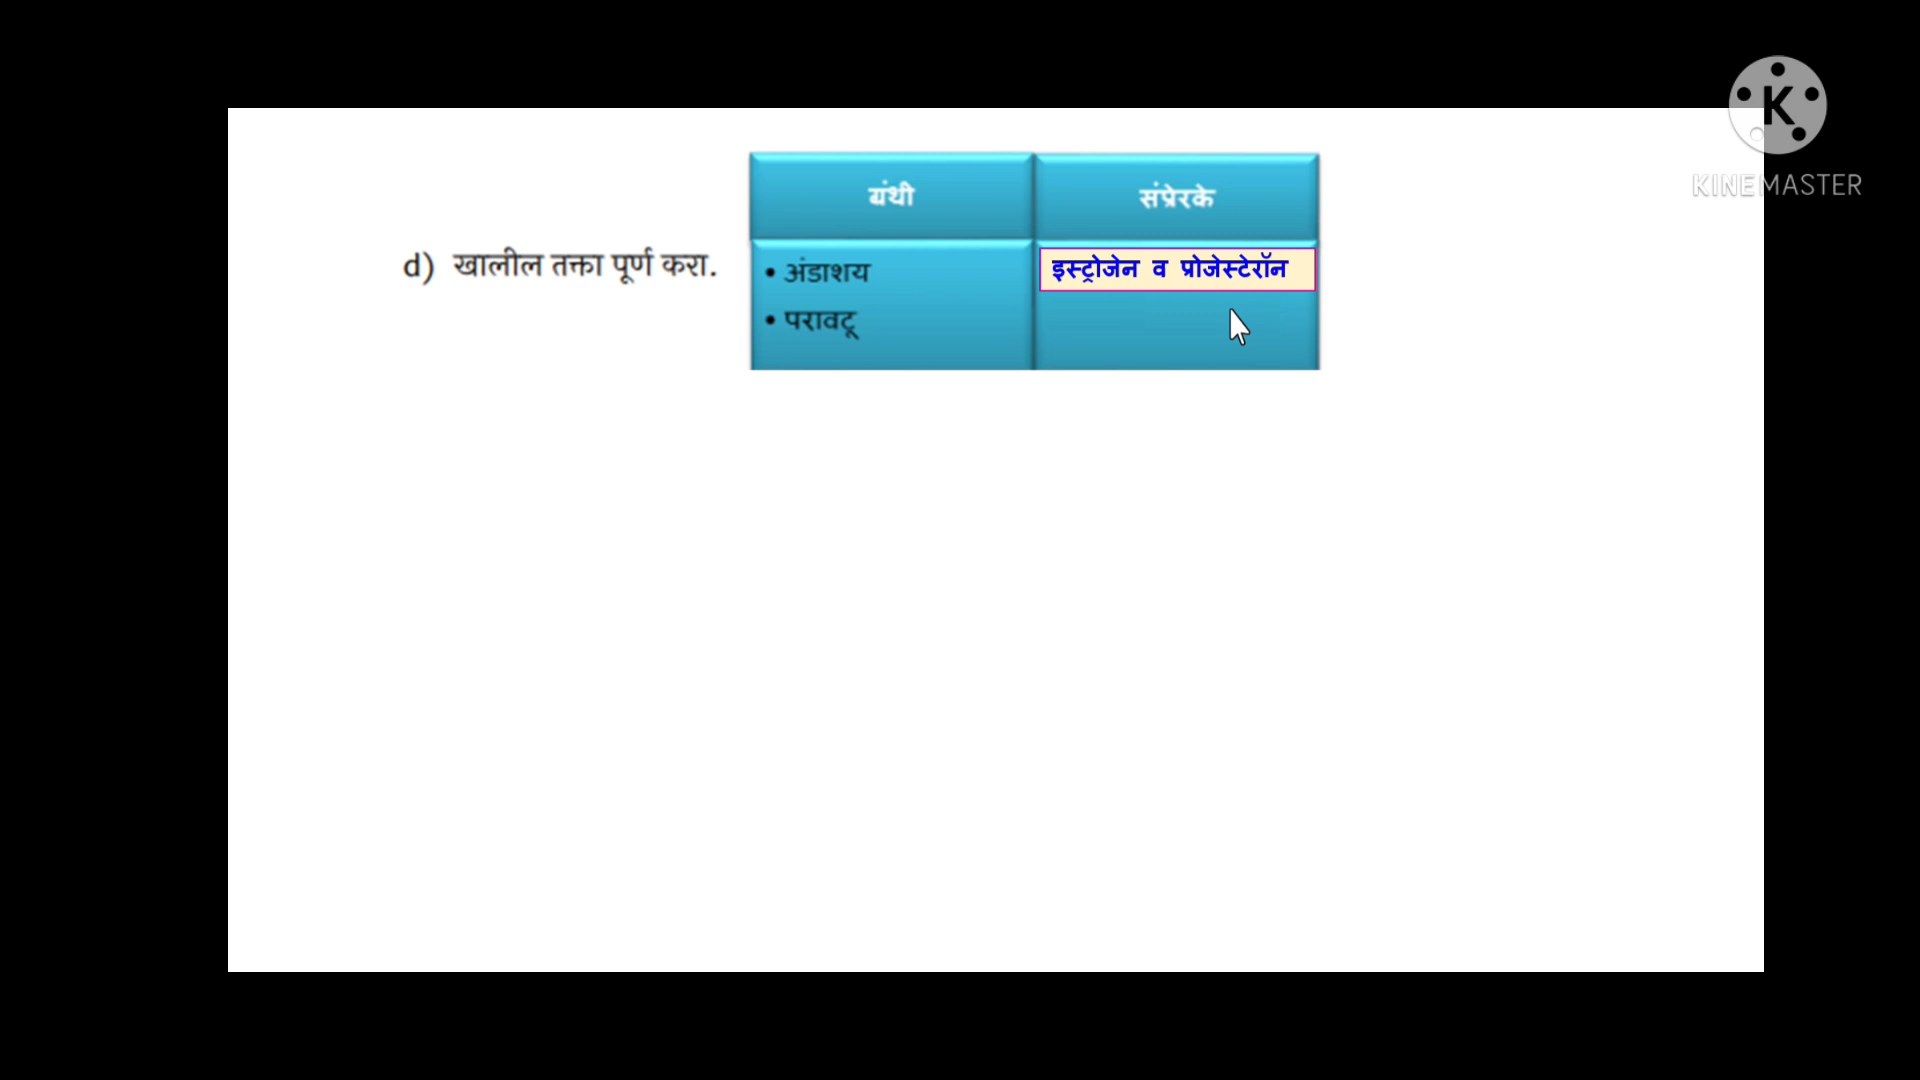 ग्रंथी
संप्रेरके
d) खालील तक्ता पूर्ण करा.
• अंडाशय
इस्ट्रोजेन व प्रोजेस्टेरॉन
• परावटू
K
KINEMASTER